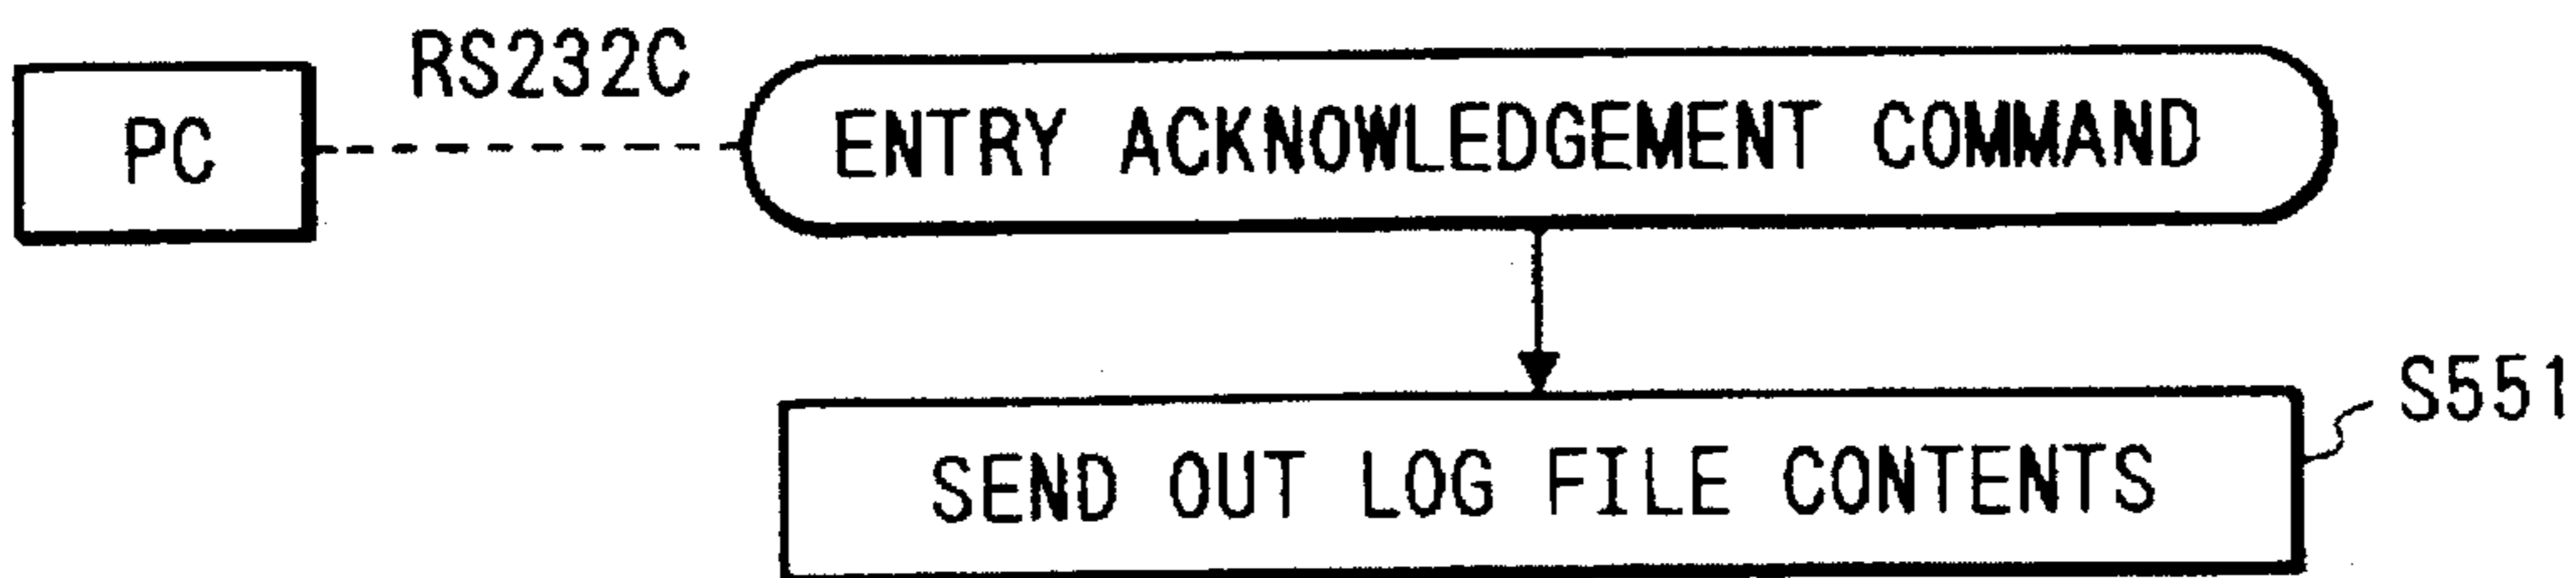 RS232C
PC
ENTRY ACKNOWLEDGEMENT COMMAND
S551
SEND OUT LOG FILE CONTENTS